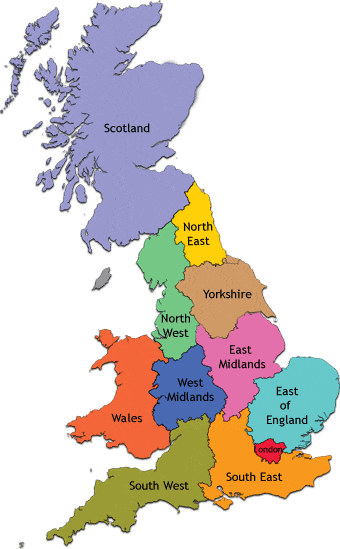 Scotland
North
East
Yorkshire
North
West
East
Midlands
West
Midlands
East
of
England
Wales
London
South East
South West